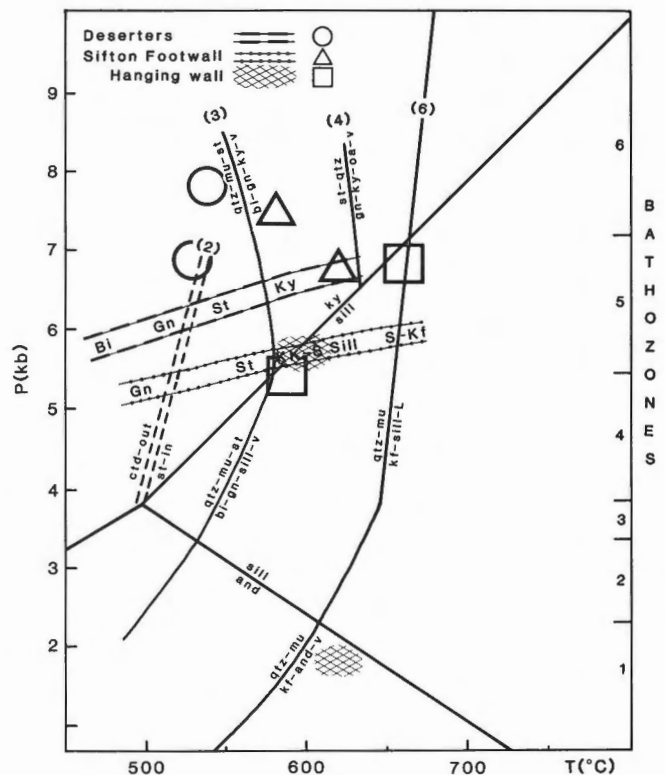 Deserters
Sifton Footwall
Hanging wall
9
8
7
6
5
4
3
2
P(kb)
500
600
700
T(°C)
(3)
(4)
(6)
(2)
qtz-mu-st
bi-gn-ky-v
st-qtz
gn-ky-oa-v
Bi Gn St Ky
ky
sill
Gn St K K-S Sill S-Kf
ctd-out
st-in
qtz-mu-st
bi-gn-sill-v
qtz-mu
kf-sill-L
sill
and
qtz-mu
kf-and-v
6
5
4
3
2
1
BATHOZONES